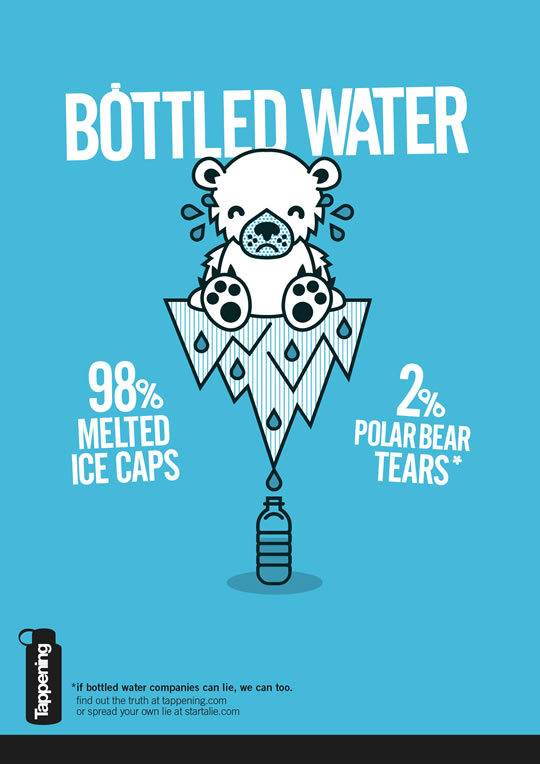 BOTTLED WATER
98%
MELTED
ICE CAPS
2%
POLAR BEAR
TEARS*
Tappening
*if bottled water companies can lie, we can too.
find out the truth at tappening.com
or spread your own lie at startalie.com